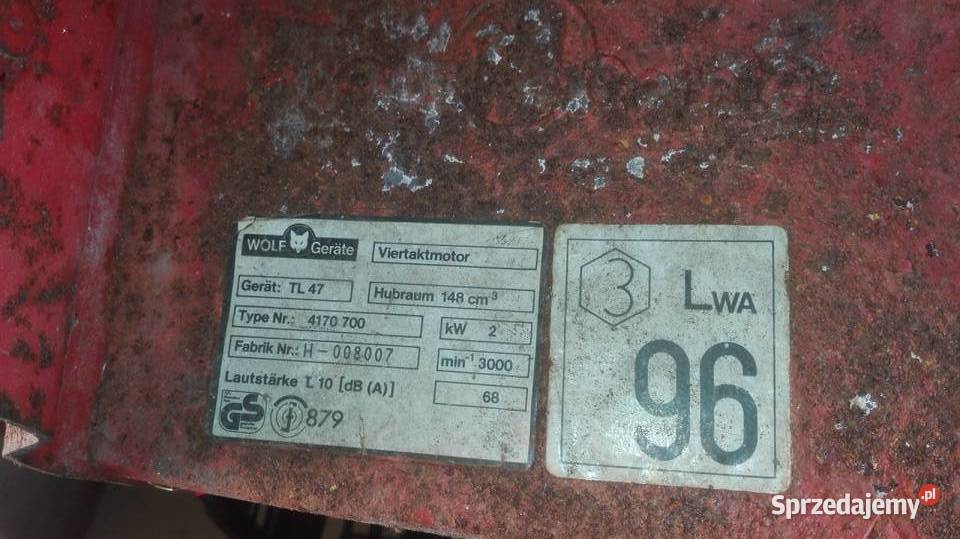 WOLF Geräte
Viertaktmotor
Gerät: TL 47
Hubraum 148 cm³
Type Nr.: 4170 700
kW 2
Fabrik Nr.: H-008007
min⁻¹ 3000
Lautstärke L 10 [dB (A)]
68
GS
879
3
LWA
96
Sprzedajemy.pl